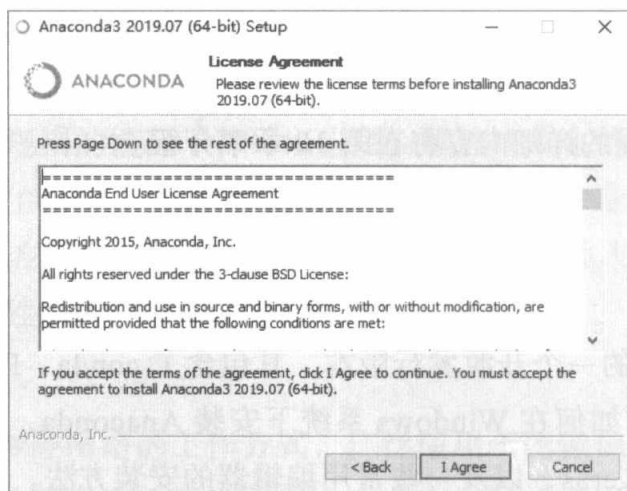 Anaconda3 2019.07 (64-bit) Setup
ANACONDA
License Agreement
Please review the license terms before installing Anaconda3
2019.07 (64-bit).
Press Page Down to see the rest of the agreement.
=====================================
Anaconda End User License Agreement
=====================================
Copyright 2015, Anaconda, Inc.
All rights reserved under the 3-clause BSD License:
Redistribution and use in source and binary forms, with or without modification, are
permitted provided that the following conditions are met:
If you accept the terms of the agreement, click I Agree to continue. You must accept the
agreement to install Anaconda3 2019.07 (64-bit).
Anaconda, Inc.
< Back
I Agree
Cancel